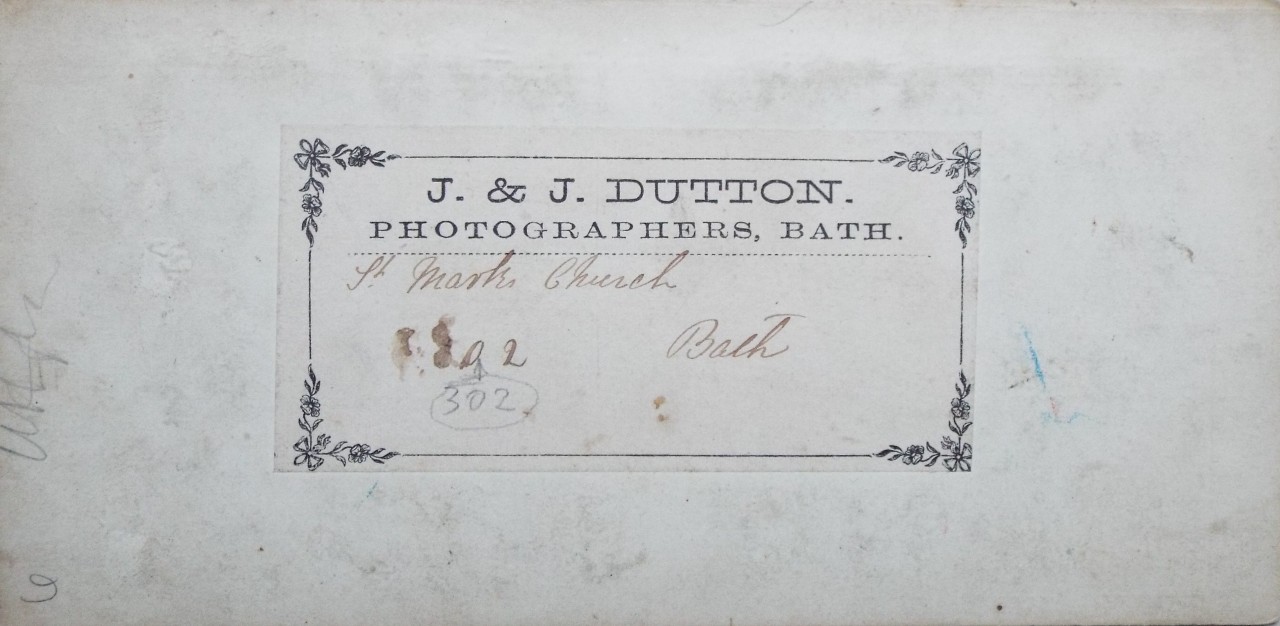 J. & J. DUTTON.
PHOTOGRAPHERS, BATH.
St Marks Church
Bath
302